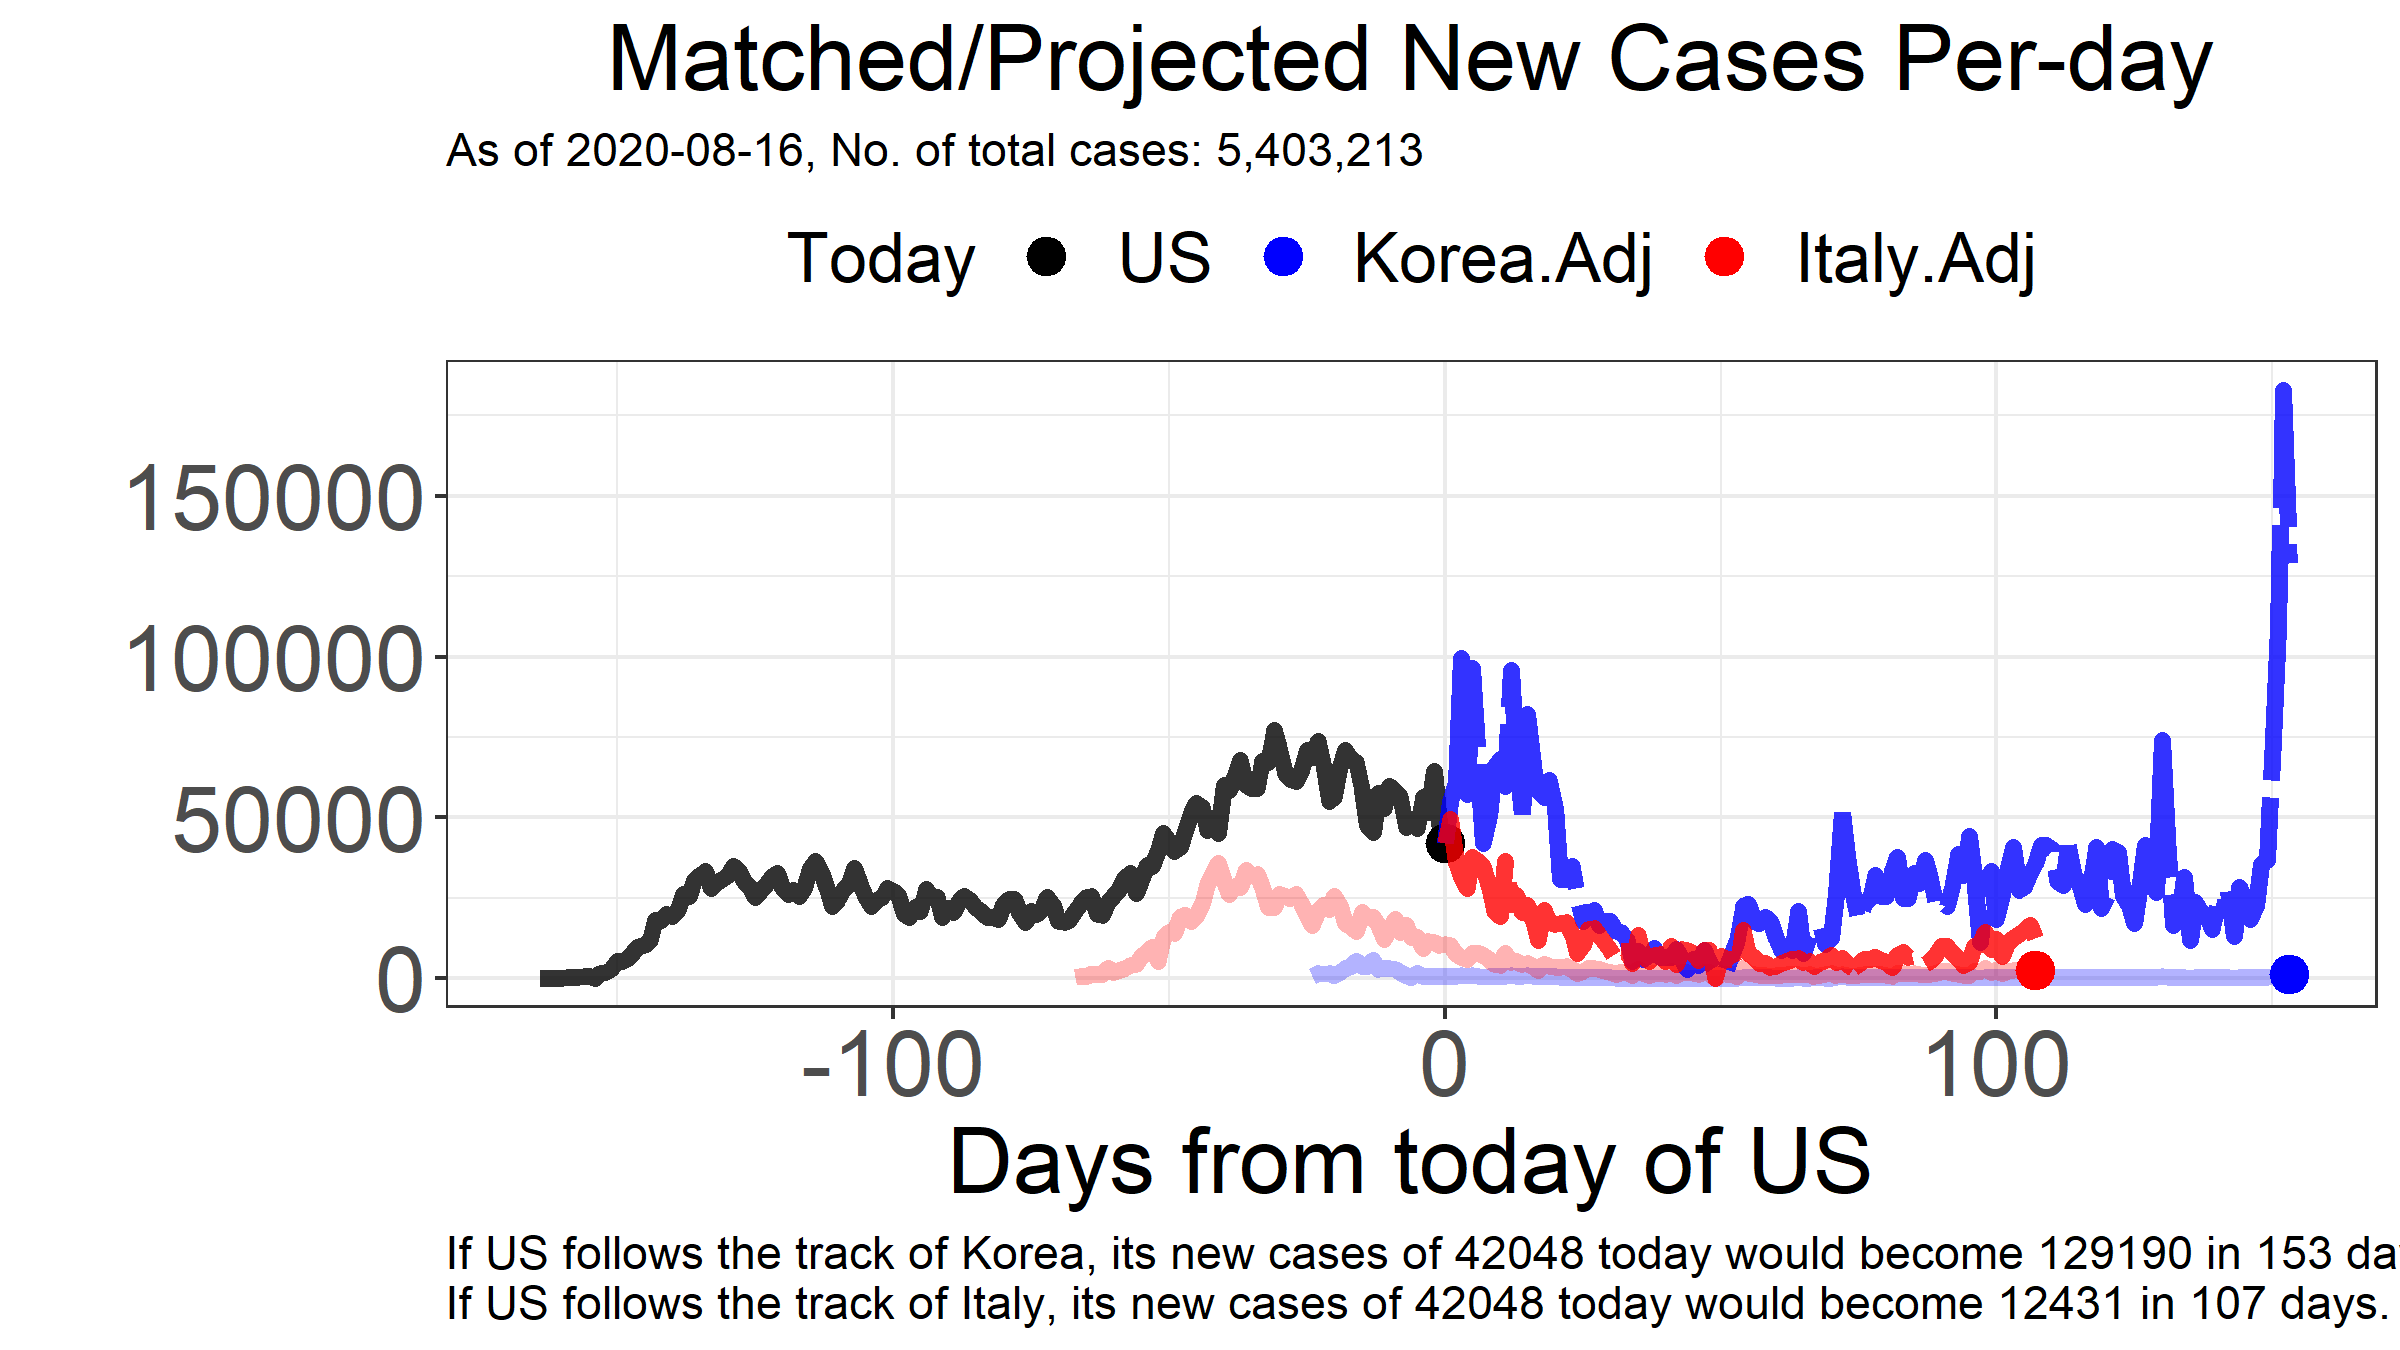 Matched/Projected New Cases Per-day
As of 2020-08-16, No. of total cases: 5,403,213
Today US Korea.Adj Italy.Adj
150000
100000
50000
0
-100 0 100
Days from today of US
If US follows the track of Korea, its new cases of 42048 today would become 129190 in 153
If US follows the track of Italy, its new cases of 42048 today would become 12431 in 107 days.